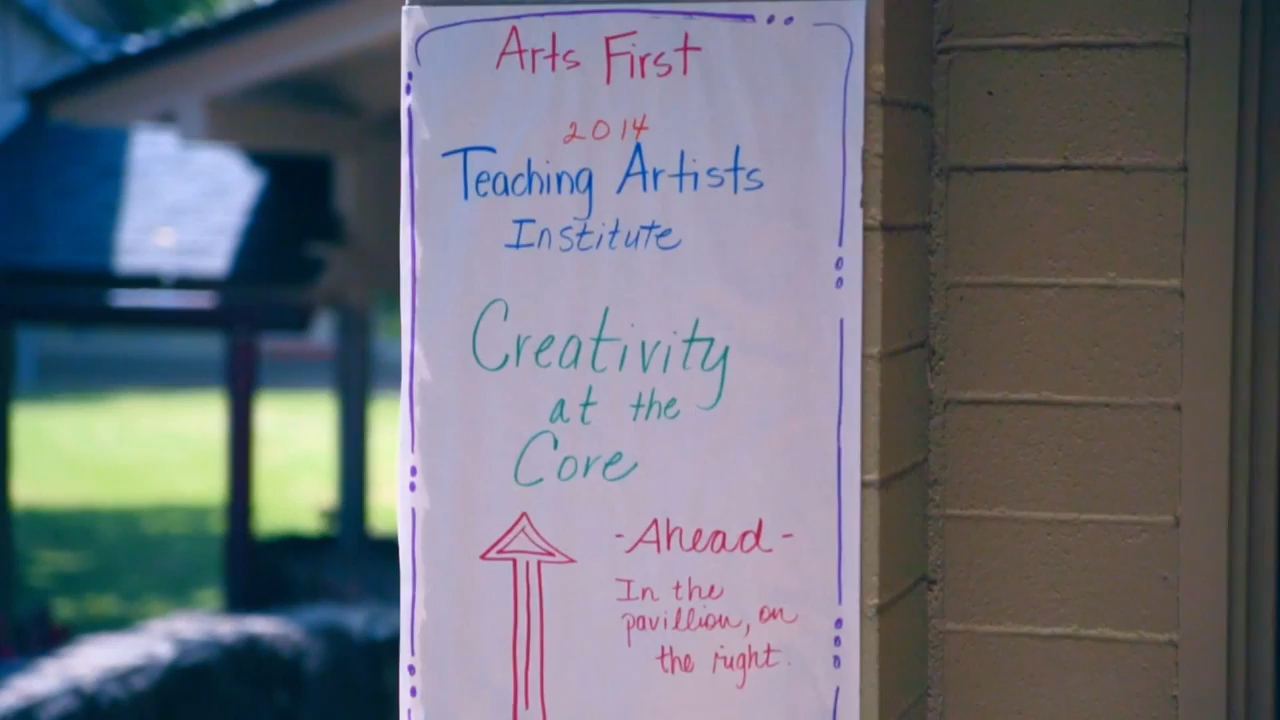 Arts First
2014
Teaching Artists
Institute
Creativity
at the
Core
-Ahead-
In the
pavillion, on
the right.